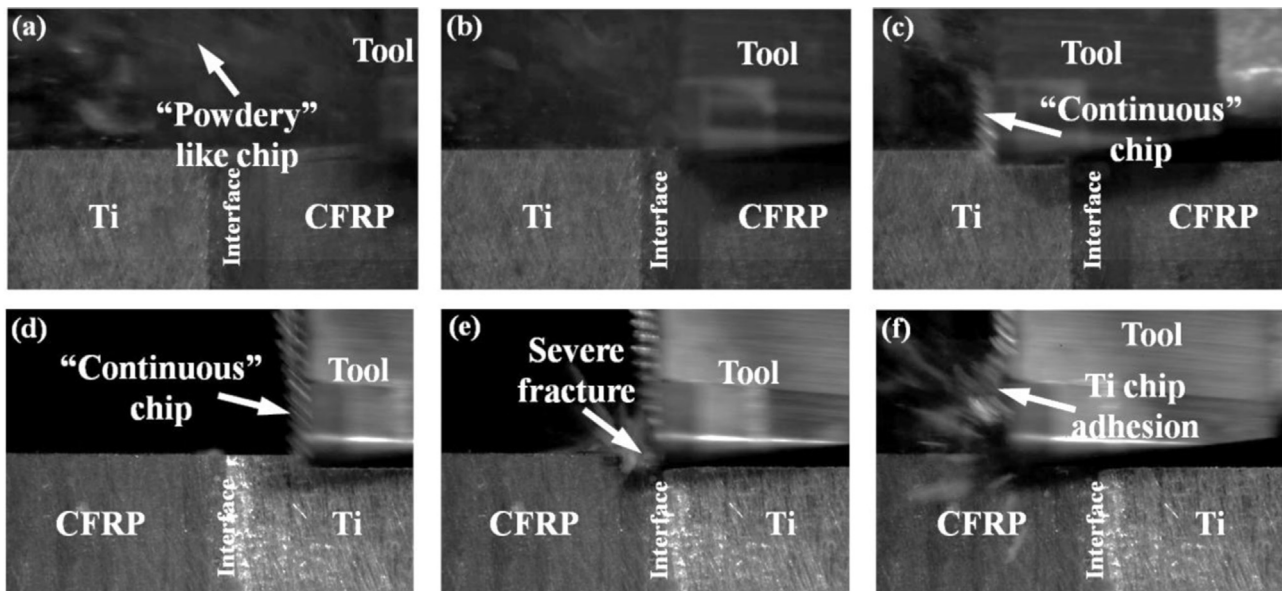 (a)
Tool
“Powdery”
like chip
Ti
Interface
CFRP
(b)
Tool
Ti
Interface
CFRP
(c)
Tool
“Continuous”
chip
Ti
Interface
CFRP
(d)
“Continuous”
chip
Tool
CFRP
Interface
Ti
(e)
Severe
fracture
Tool
CFRP
Interface
Ti
(f)
Tool
Ti chip
adhesion
CFRP
Interface
Ti